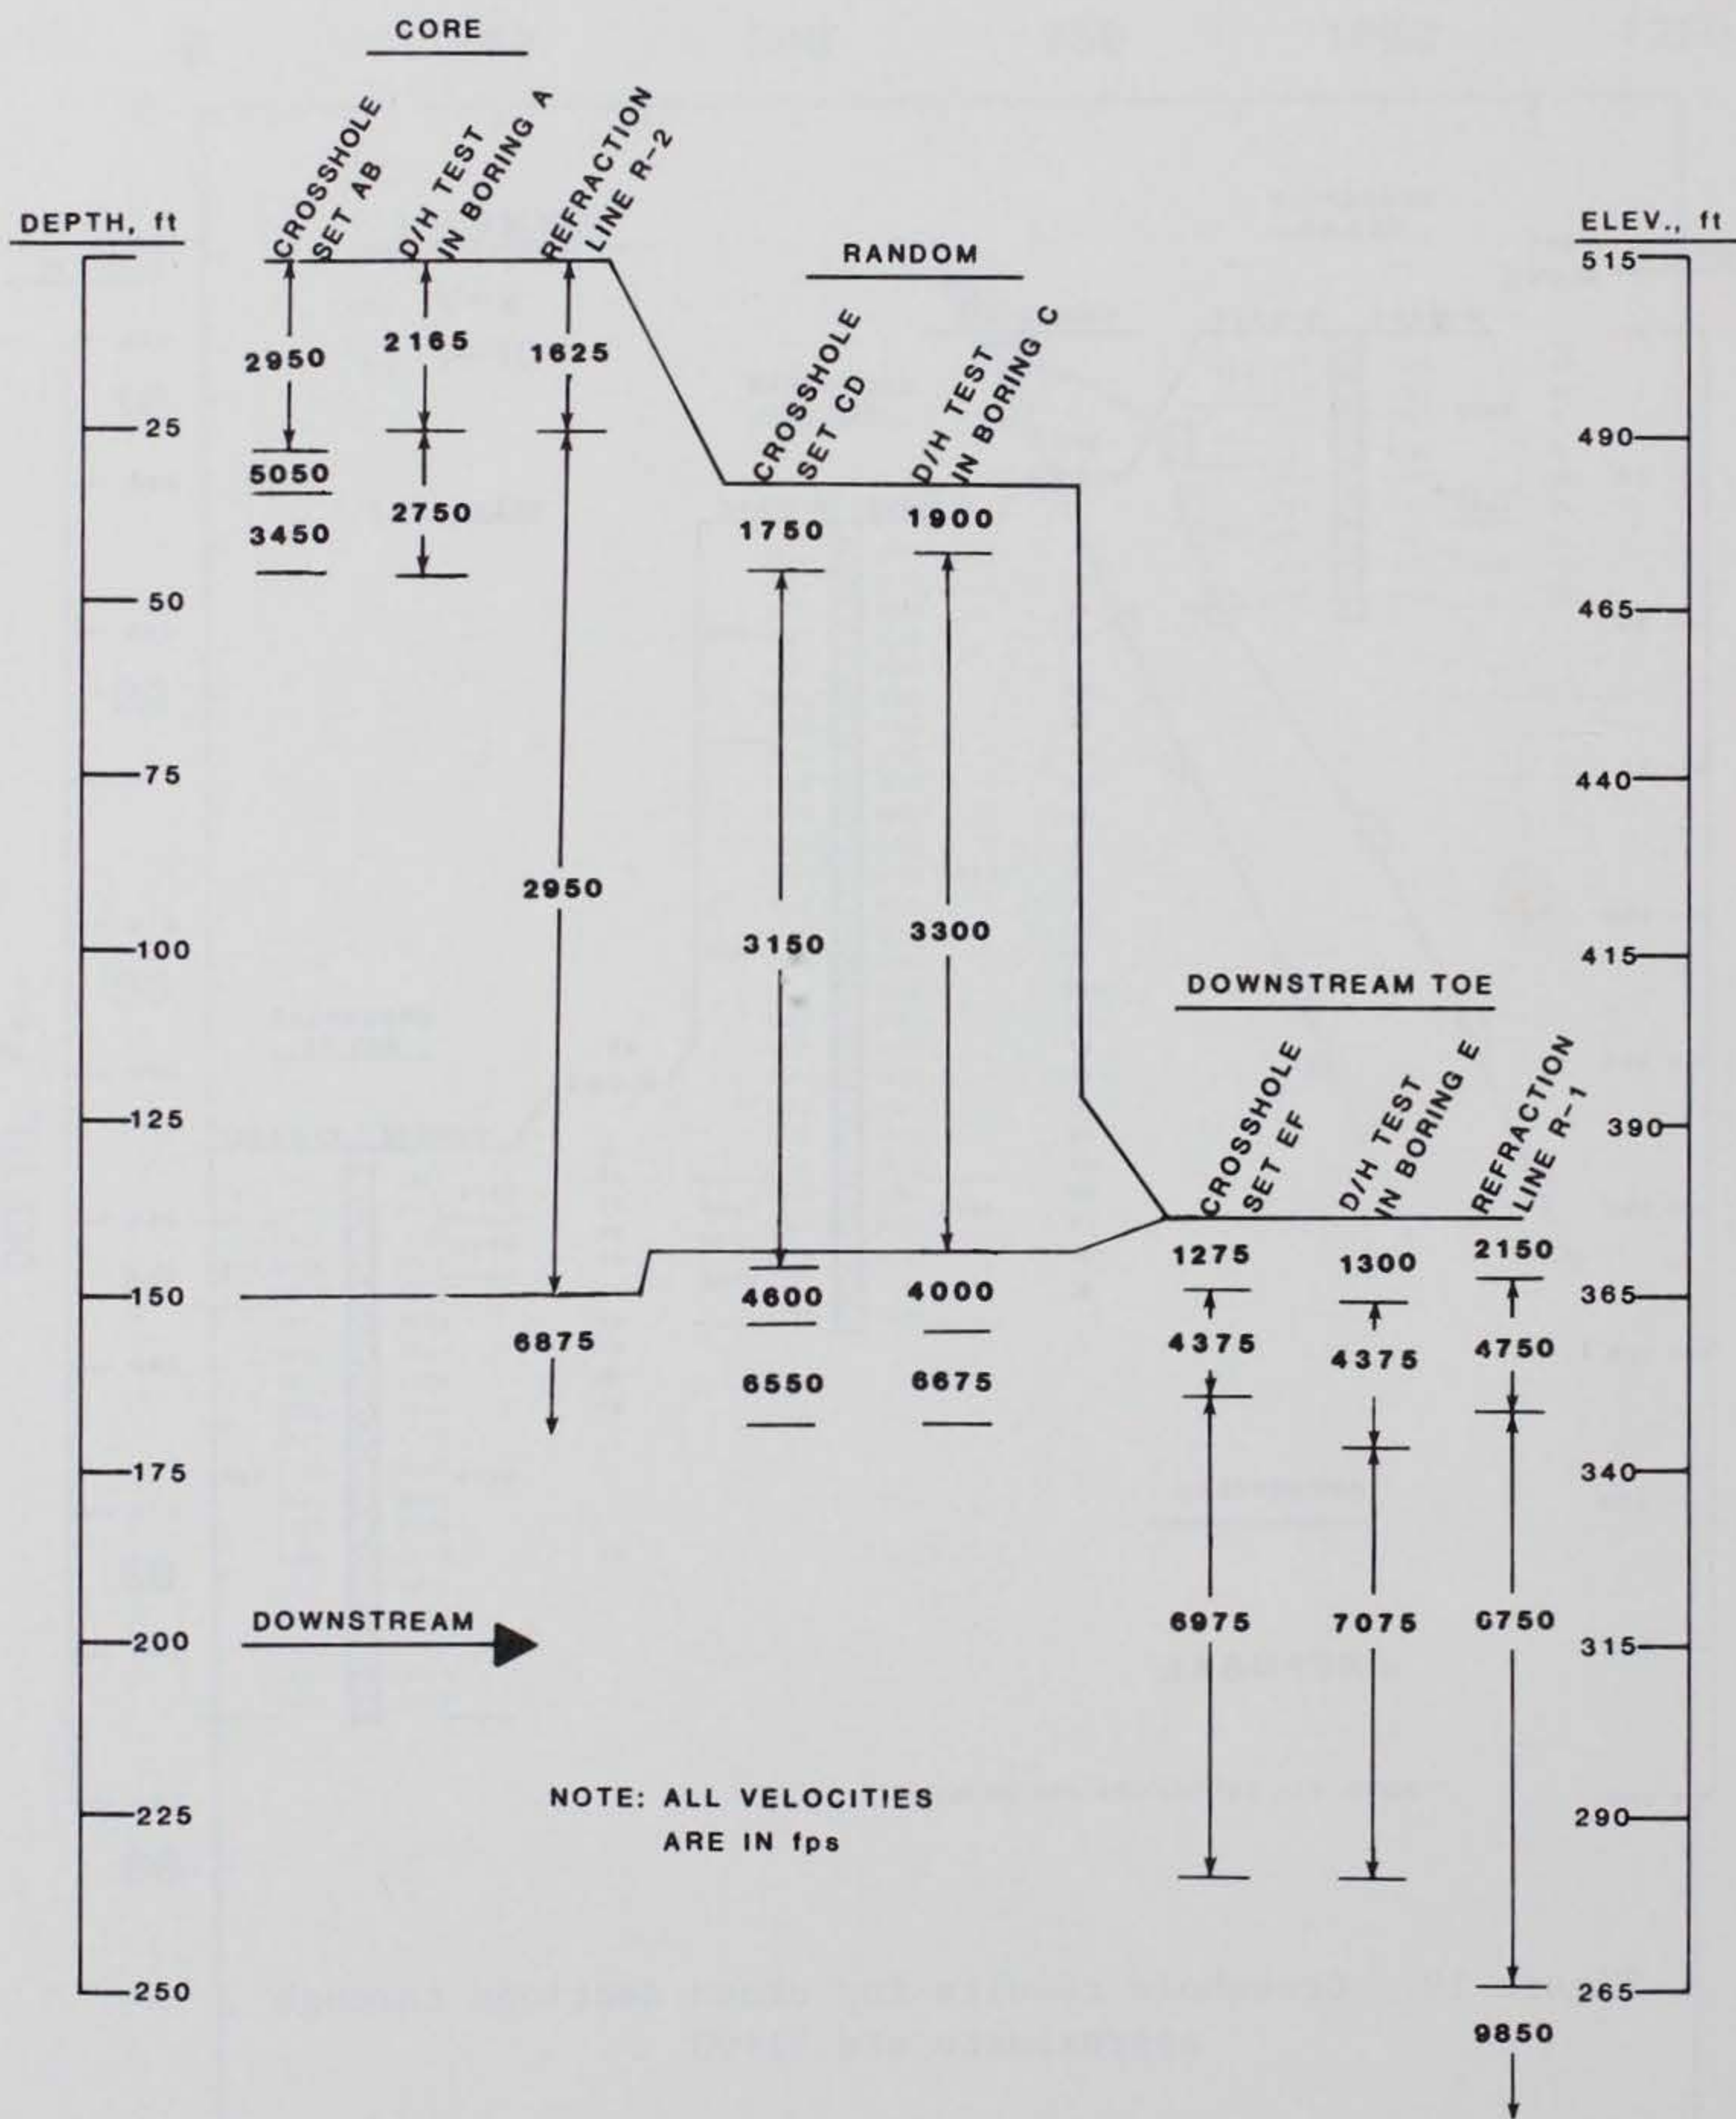 CORE
CROSSHOLE
SET AB
D/H TEST
IN BORING A
REFRACTION
LINE R-2
DEPTH, ft
25
50
75
100
125
150
175
200
225
250
ELEV., ft
515
490
465
440
415
390
365
340
315
290
265
2950
5050
3450
2165
2750
1625
2950
6875
RANDOM
CROSSHOLE
SET CD
D/H TEST
IN BORING C
1750
3150
4600
6550
1900
3300
4000
6675
DOWNSTREAM TOE
CROSSHOLE
SET EF
D/H TEST
IN BORING E
REFRACTION
LINE R-1
1275
4375
6975
1300
4375
7075
2150
4750
6750
9850
DOWNSTREAM
NOTE: ALL VELOCITIES
ARE IN fps